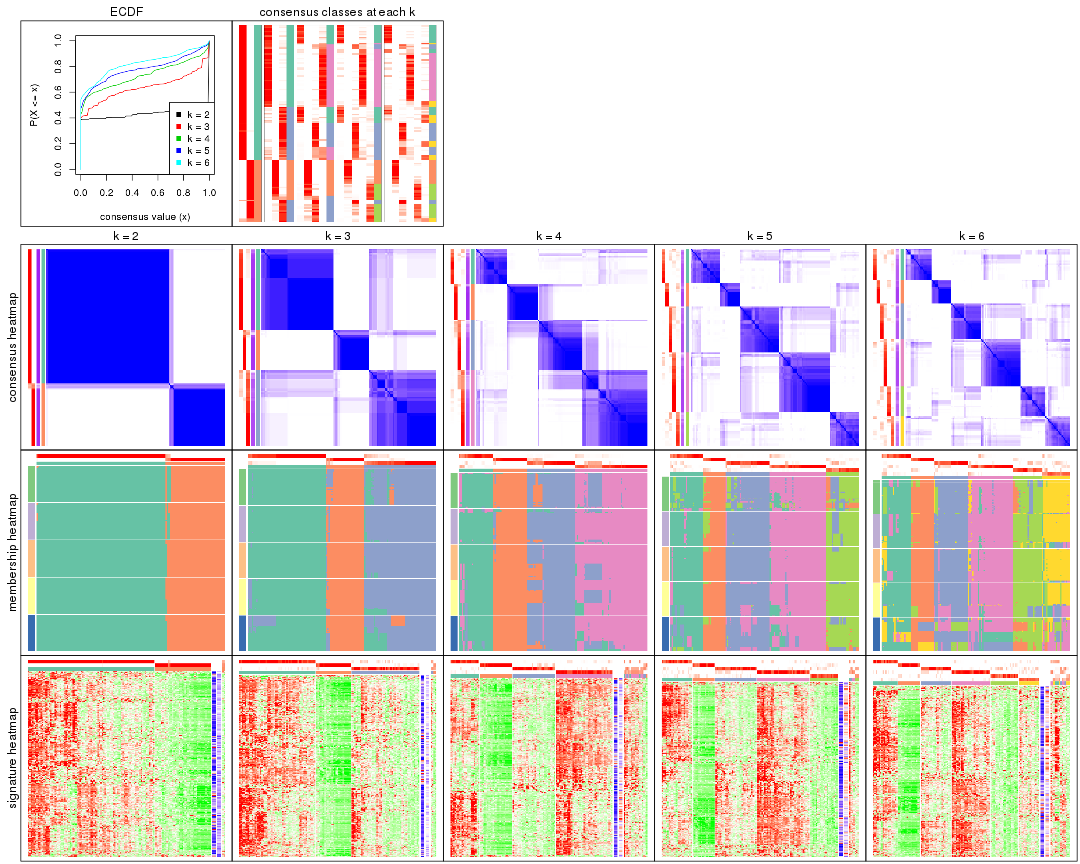 ECDF
consensus classes at each k
P(X <= x)
0.0 0.2 0.4 0.6 0.8 1.0
k = 2
k = 3
k = 4
k = 5
k = 6
0.0 0.2 0.4 0.6 0.8 1.0
consensus value (x)
k = 2
k = 3
k = 4
k = 5
k = 6
consensus heatmap
membership heatmap
signature heatmap